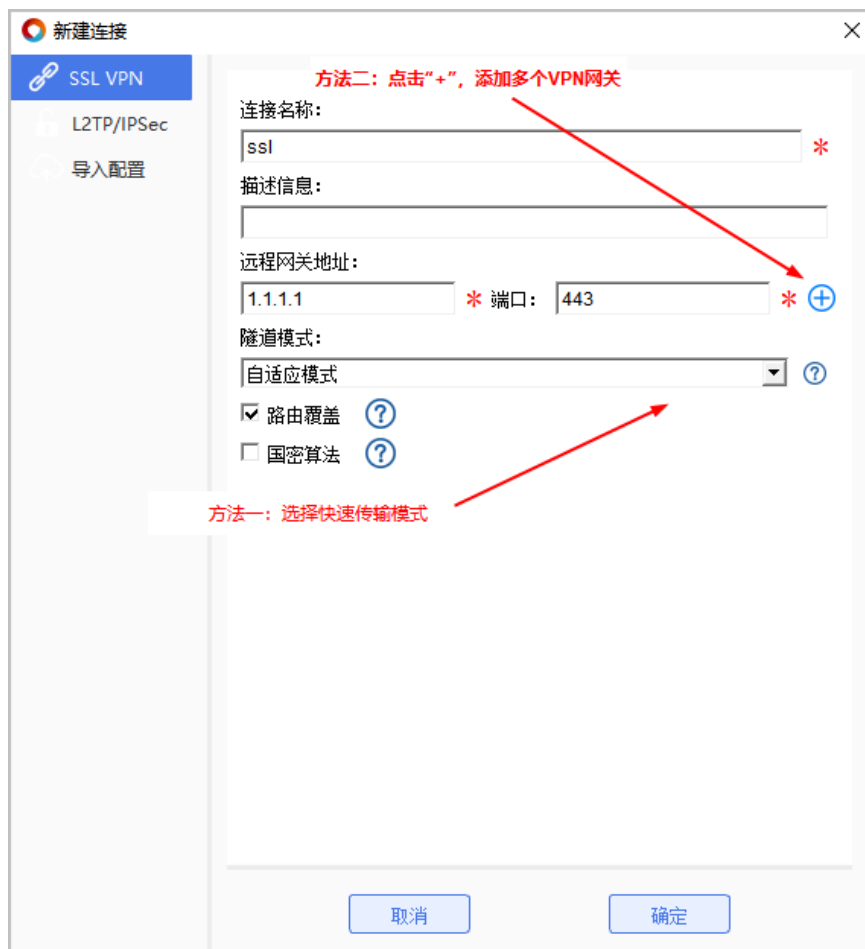 新建连接
SSL VPN
L2TP/IPSec
导入配置
方法二：点击“+”，添加多个VPN网关
连接名称：
ssl *
描述信息：
远程网关地址：
1.1.1.1 * 端口： 443 *
隧道模式：
自适应模式 ?
路由覆盖 ?
国密算法 ?
方法一：选择快速传输模式
取消 确定